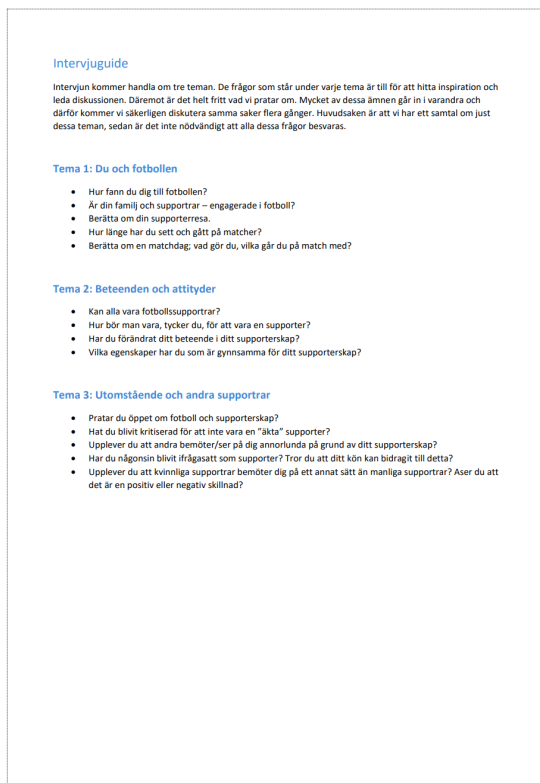 Intervjuguide
Intervjun kommer handla om tre teman. De frågor som står under varje tema är till för att hitta inspiration och
leda diskussionen. Däremot är det helt fritt vad vi pratar om. Mycket av dessa ämnen går in i varandra och
därför kommer vi säkerligen diskutera samma saker flera gånger. Huvudsaken är att vi har ett samtal om just
dessa teman, sedan är det inte nödvändigt att alla dessa frågor besvaras.
Tema 1: Du och fotbollen
• Hur fann du dig till fotbollen?
• Är din familj och supportrar – engagerade i fotboll?
• Berätta om din supporterresa.
• Hur länge har du sett och gått på matcher?
• Berätta om en matchdag; vad gör du, vilka går du på match med?
Tema 2: Beteenden och attityder
• Kan alla vara fotbollssupportrar?
• Hur bör man vara, tycker du, för att vara en supporter?
• Har du förändrat ditt beteende i ditt supporterskap?
• Vilka egenskaper har du som är gynnsamma för ditt supporterskap?
Tema 3: Utomstående och andra supportrar
• Pratar du öppet om fotboll och supporterskap?
• Hat du blivit kritiserad för att inte vara en ”äkta” supporter?
• Upplever du att andra bemöter/ser på dig annorlunda på grund av ditt supporterskap?
• Har du någonsin blivit ifrågasatt som supporter? Tror du att ditt kön kan bidragit till detta?
• Upplever du att kvinnliga supportrar bemöter dig på ett annat sätt än manliga supportrar? Aser du att
det är en positiv eller negativ skillnad?